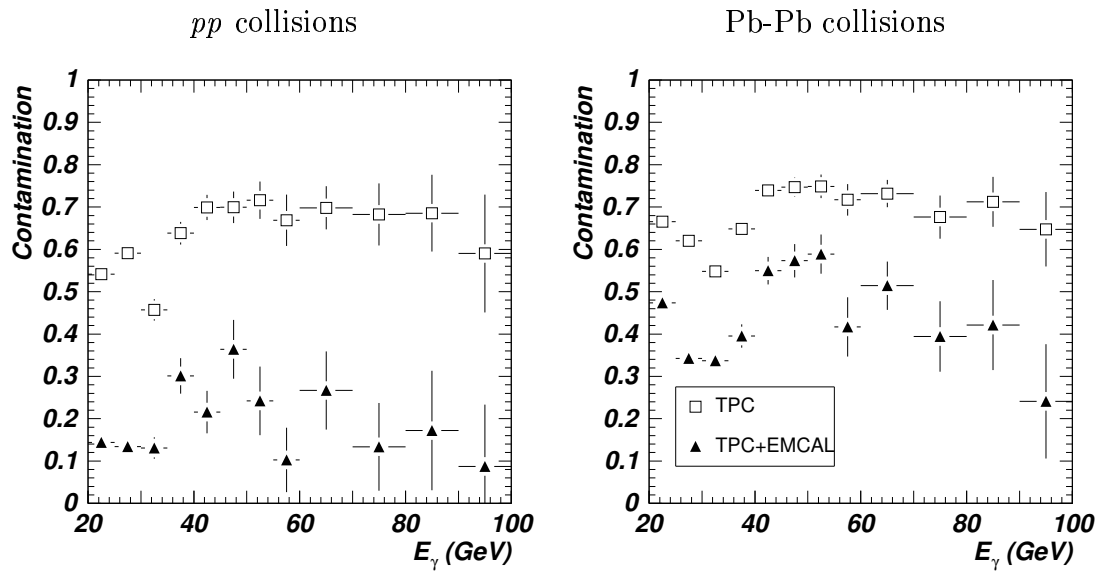 pp collisions
Pb-Pb collisions
Contamination
1
0.9
0.8
0.7
0.6
0.5
0.4
0.3
0.2
0.1
0
20 40 60 80 100
E_γ (GeV)
Contamination
1
0.9
0.8
0.7
0.6
0.5
0.4
0.3
0.2
0.1
0
TPC
TPC+EMCAL
20 40 60 80 100
E_γ (GeV)